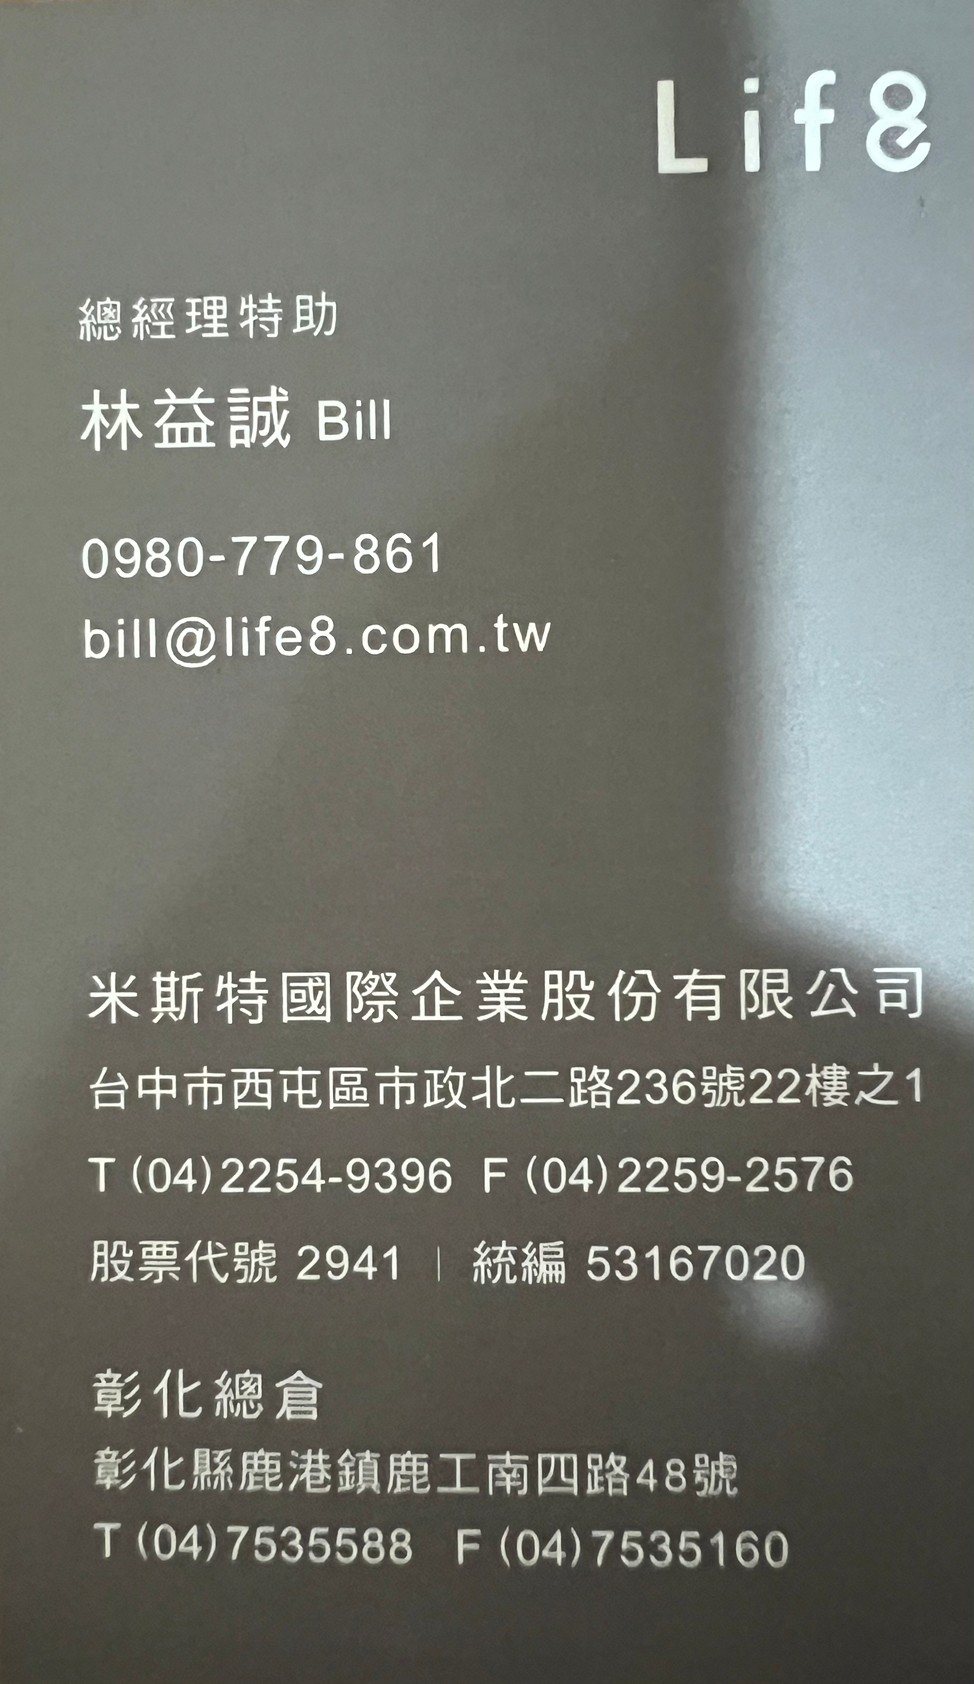 Life8
總經理特助
林益誠 Bill
0980-779-861
bill@life8.com.tw
米斯特國際企業股份有限公司
台中市西屯區市政北二路236號22樓之1
T (04)2254-9396 F (04)2259-2576
股票代號 2941 | 統編 53167020
彰化總倉
彰化縣鹿港鎮鹿工南四路48號
T (04)7535588 F (04)7535160